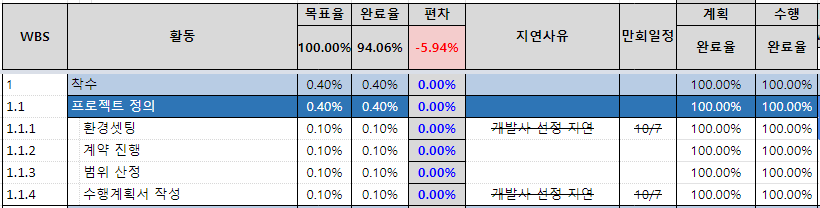 WBS 활동 목표율 완료율 편차 지연사유 만회일정 계획 수행
100.00% 94.06% -5.94% 완료율 완료율
1 착수 0.40% 0.40% 0.00% 100.00% 100.00%
1.1 프로젝트 정의 0.40% 0.40% 0.00% 100.00% 100.00%
1.1.1 환경셋팅 0.10% 0.10% 0.00% 개발사 선정 지연 10/7 100.00% 100.00%
1.1.2 계약 진행 0.10% 0.10% 0.00% 100.00% 100.00%
1.1.3 범위 산정 0.10% 0.10% 0.00% 100.00% 100.00%
1.1.4 수행계획서 작성 0.10% 0.10% 0.00% 개발사 선정 지연 10/7 100.00% 100.00%